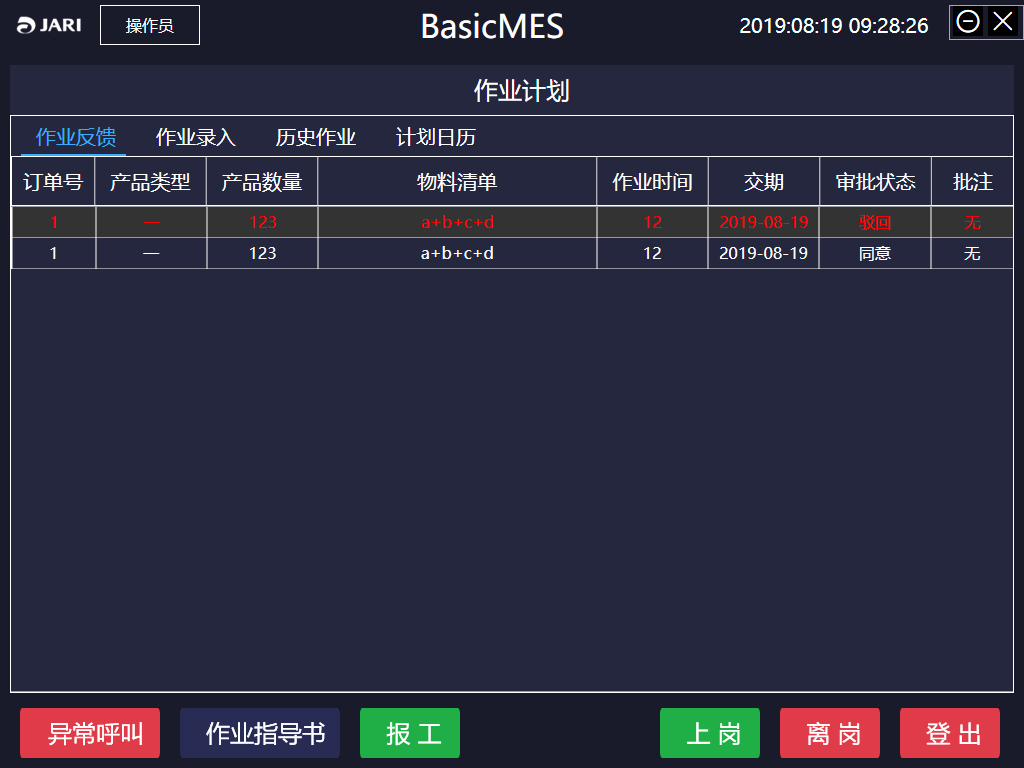 JARI 操作员 BasicMES 2019:08:19 09:28:26
作业计划
作业反馈 作业录入 历史作业 计划日历
订单号 产品类型 产品数量 物料清单 作业时间 交期 审批状态 批注
1 — 123 a+b+c+d 12 2019-08-19 驳回 无
1 — 123 a+b+c+d 12 2019-08-19 同意 无
异常呼叫 作业指导书 报工 上岗 离岗 登出